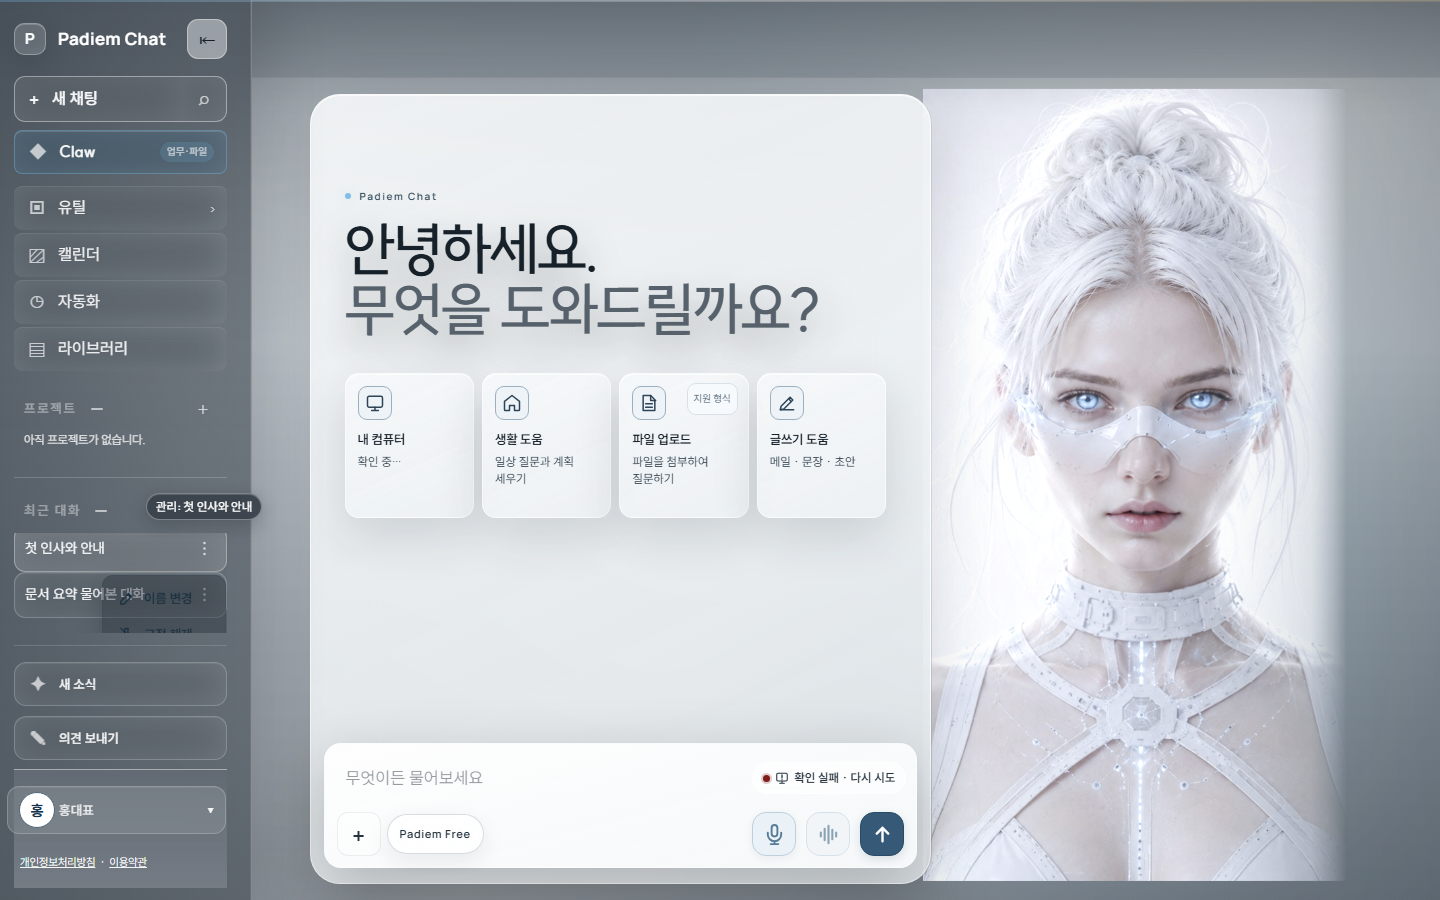 P Padiem Chat
+ 새 채팅
Claw 업무·파일
유틸
캘린더
자동화
라이브러리
프로젝트 — +
아직 프로젝트가 없습니다.
최근 대화 —
관리: 첫 인사와 안내
첫 인사와 안내
문서 요약 물어본 대화
이름 변경
새 소식
의견 보내기
홍 홍대표
개인정보처리방침 · 이용약관
Padiem Chat
안녕하세요.
무엇을 도와드릴까요?
내 컴퓨터
확인 중…
생활 도움
일상 질문과 계획
세우기
지원 형식
파일 업로드
파일을 첨부하여
질문하기
글쓰기 도움
메일 · 문장 · 초안
무엇이든 물어보세요
확인 실패 · 다시 시도
+ Padiem Free